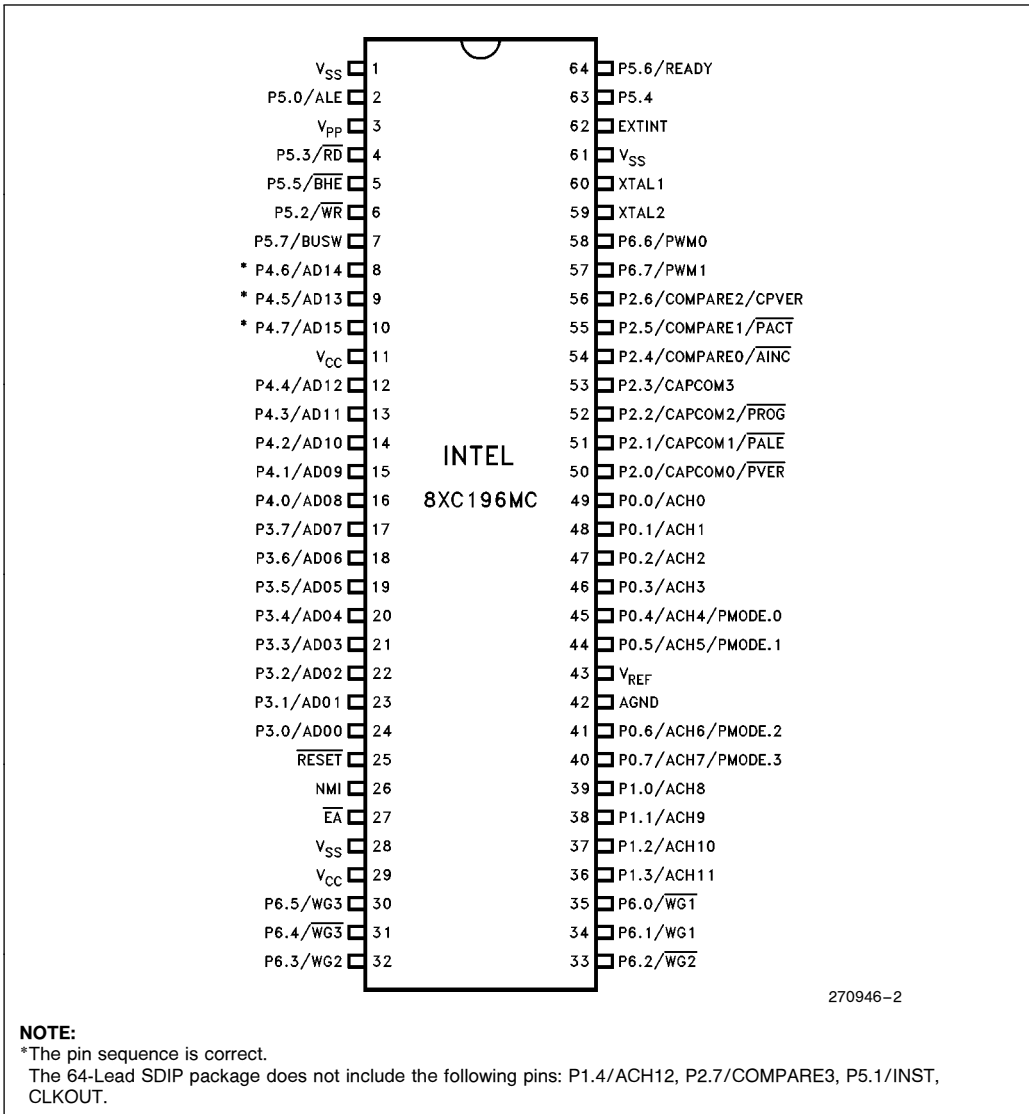 VSS 1 64 P5.6/READY
P5.0/ALE 2 63 P5.4
VPP 3 62 EXTINT
P5.3/R̅D̅ 4 61 VSS
P5.5/B̅H̅E̅ 5 60 XTAL1
P5.2/W̅R̅ 6 59 XTAL2
P5.7/BUSW 7 58 P6.6/PWM0
* P4.6/AD14 8 57 P6.7/PWM1
* P4.5/AD13 9 56 P2.6/COMPARE2/CPVER
* P4.7/AD15 10 55 P2.5/COMPARE1/P̅A̅C̅T̅
VCC 11 54 P2.4/COMPARE0/A̅I̅N̅C̅
P4.4/AD12 12 53 P2.3/CAPCOM3
P4.3/AD11 13 52 P2.2/CAPCOM2/P̅R̅O̅G̅
P4.2/AD10 14 51 P2.1/CAPCOM1/P̅A̅L̅E̅
P4.1/AD09 15 INTEL 50 P2.0/CAPCOM0/P̅V̅E̅R̅
P4.0/AD08 16 8XC196MC 49 P0.0/ACH0
P3.7/AD07 17 48 P0.1/ACH1
P3.6/AD06 18 47 P0.2/ACH2
P3.5/AD05 19 46 P0.3/ACH3
P3.4/AD04 20 45 P0.4/ACH4/PMODE.0
P3.3/AD03 21 44 P0.5/ACH5/PMODE.1
P3.2/AD02 22 43 VREF
P3.1/AD01 23 42 AGND
P3.0/AD00 24 41 P0.6/ACH6/PMODE.2
R̅E̅S̅E̅T̅ 25 40 P0.7/ACH7/PMODE.3
NMI 26 39 P1.0/ACH8
E̅A̅ 27 38 P1.1/ACH9
VSS 28 37 P1.2/ACH10
VCC 29 36 P1.3/ACH11
P6.5/WG3 30 35 P6.0/W̅G̅1̅
P6.4/W̅G̅3̅ 31 34 P6.1/WG1
P6.3/WG2 32 33 P6.2/W̅G̅2̅
270946–2
NOTE:
*The pin sequence is correct.
The 64-Lead SDIP package does not include the following pins: P1.4/ACH12, P2.7/COMPARE3, P5.1/INST,
CLKOUT.